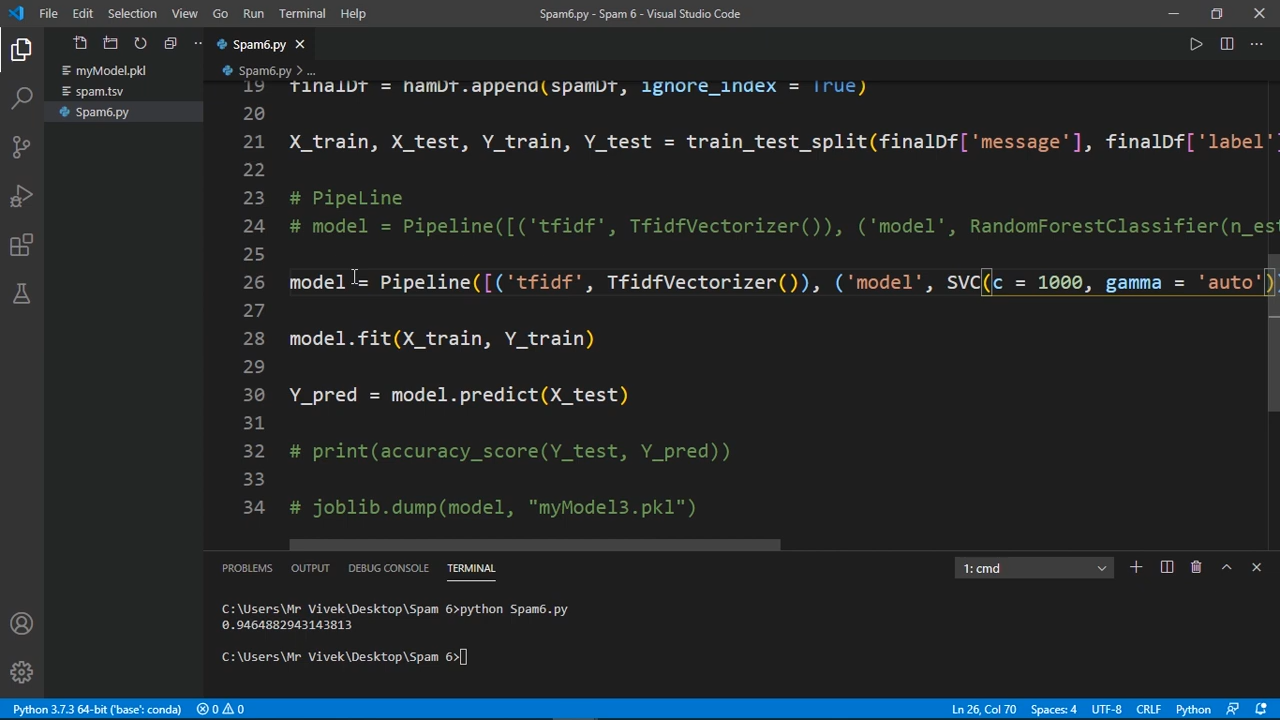 File Edit Selection View Go Run Terminal Help
Spam6.py - Spam 6 - Visual Studio Code
myModel.pkl
spam.tsv
Spam6.py
Spam6.py
Spam6.py > ...
19 finalDf = hamDf.append(spamDf, ignore_index = True)
20
21 X_train, X_test, Y_train, Y_test = train_test_split(finalDf['message'], finalDf['label']
22
23 # PipeLine
24 # model = Pipeline([('tfidf', TfidfVectorizer()), ('model', RandomForestClassifier(n_est
25
26 model = Pipeline([('tfidf', TfidfVectorizer()), ('model', SVC(c = 1000, gamma = 'auto')]
27
28 model.fit(X_train, Y_train)
29
30 Y_pred = model.predict(X_test)
31
32 # print(accuracy_score(Y_test, Y_pred))
33
34 # joblib.dump(model, "myModel3.pkl")
PROBLEMS OUTPUT DEBUG CONSOLE TERMINAL
1: cmd
C:\Users\Mr Vivek\Desktop\Spam 6>python Spam6.py
0.9464882943143813
C:\Users\Mr Vivek\Desktop\Spam 6>
Python 3.7.3 64-bit ('base': conda) 0 0 Ln 26, Col 70 Spaces: 4 UTF-8 CRLF Python